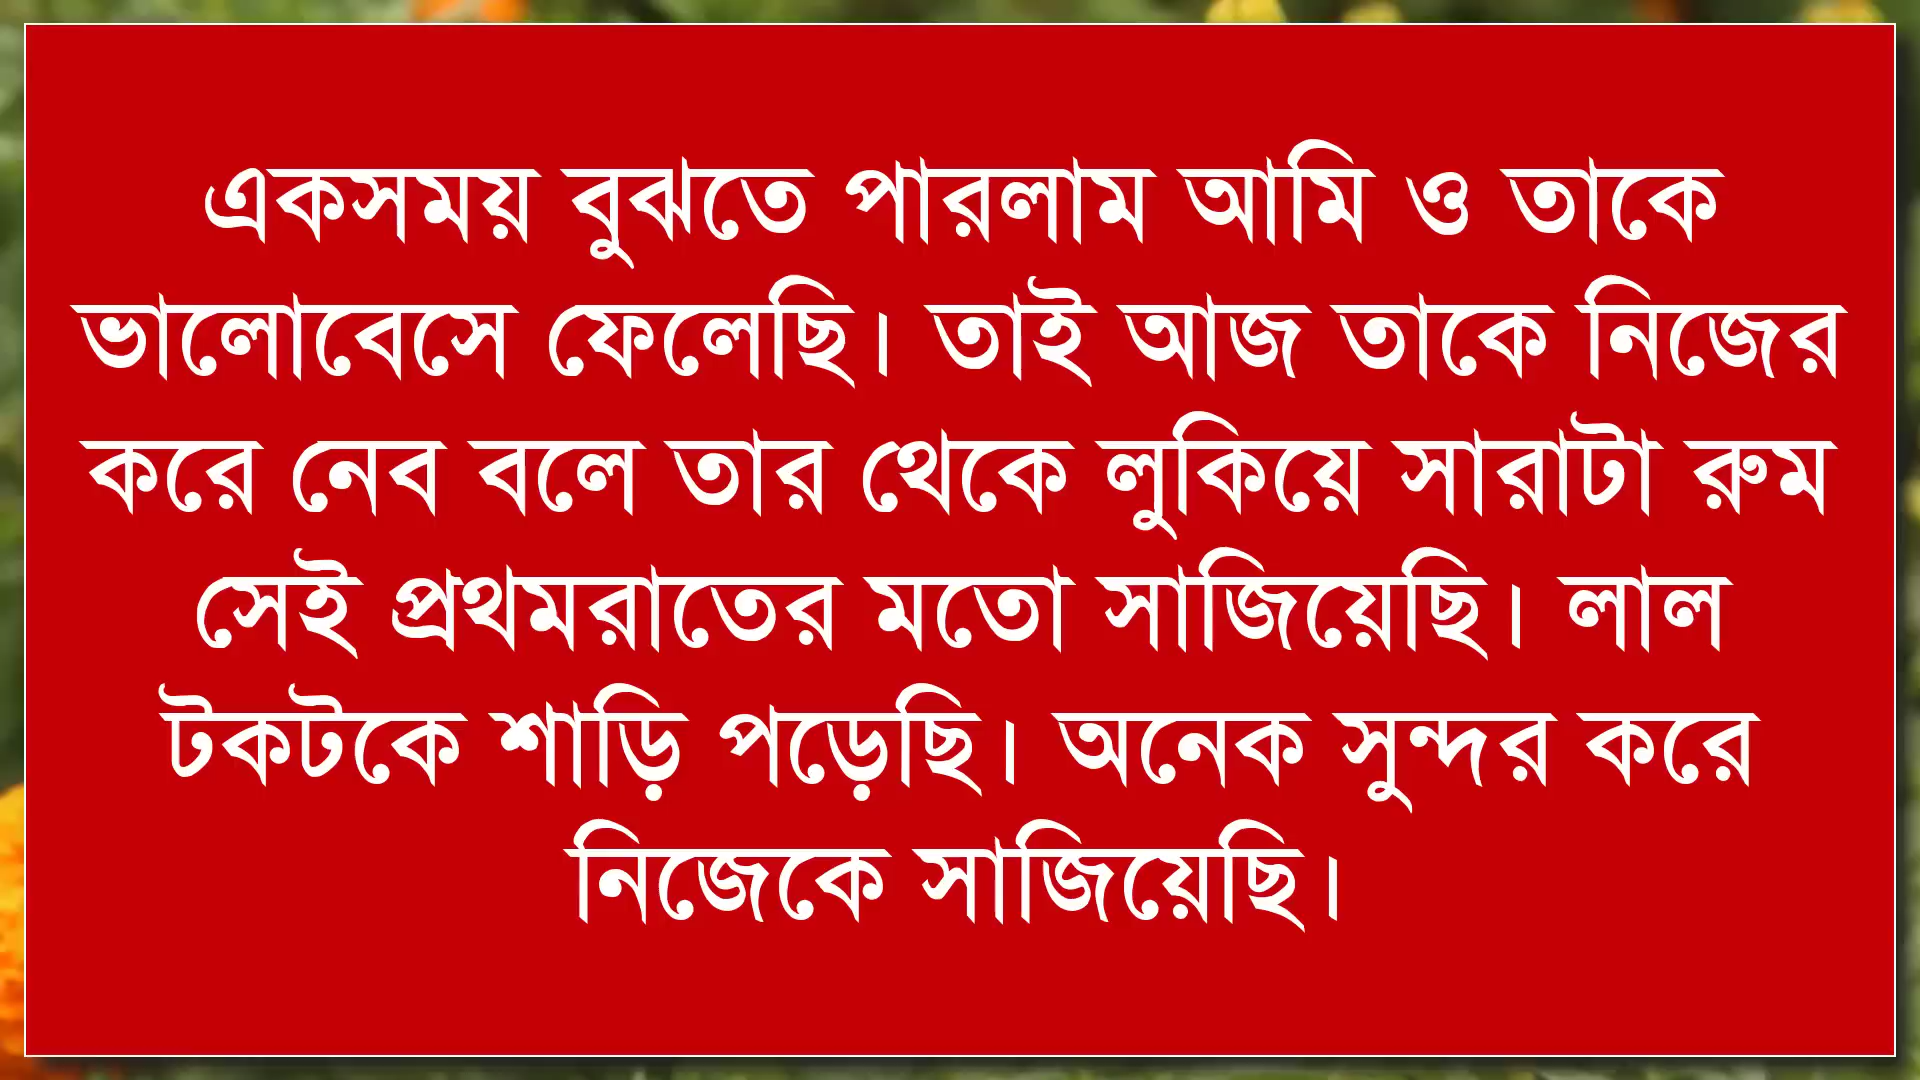 একসময় বুঝতে পারলাম আমি ও তাকে
ভালোবেসে ফেলেছি। তাই আজ তাকে নিজের
করে নেব বলে তার থেকে লুকিয়ে সারাটা রুম
সেই প্রথমরাতের মতো সাজিয়েছি। লাল
টকটকে শাড়ি পড়েছি। অনেক সুন্দর করে
নিজেকে সাজিয়েছি।